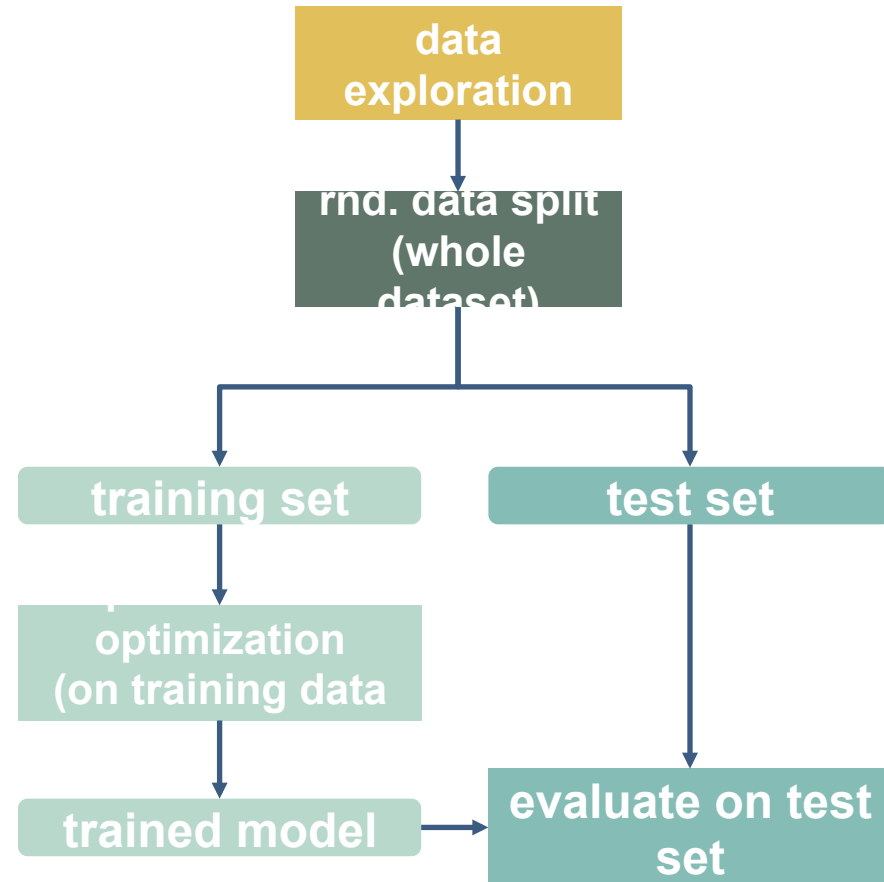 data
exploration
rnd. data split
(whole
dataset)
training set
test set
optimization
(on training data
trained model
evaluate on test
set